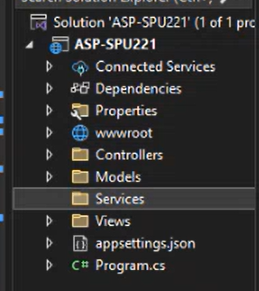 Solution 'ASP-SPU221' (1 of 1 pro
ASP-SPU221
Connected Services
Dependencies
Properties
wwwroot
Controllers
Models
Services
Views
appsettings.json
C# Program.cs